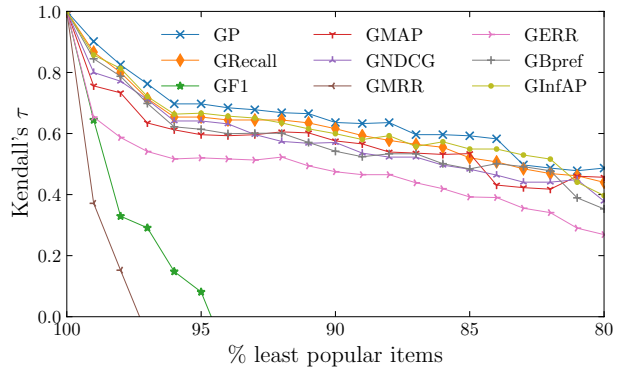 1.0
0.8
0.6
0.4
0.2
0.0
Kendall's τ
GP
GRecall
GF1
GMAP
GNDCG
GMRR
GERR
GBpref
GInfAP
100
95
90
85
80
% least popular items